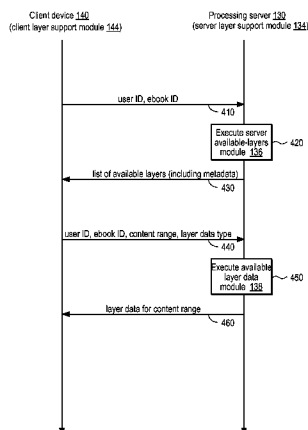 Client device 140
(client layer support module 144)
Processing server 130
(server layer support module 134)
user ID, ebook ID
410
Execute server
available-layers
module 136
420
list of available layers (including metadata)
430
user ID, ebook ID, content range, layer data type
440
Execute available
layer data
module 138
450
layer data for content range
460